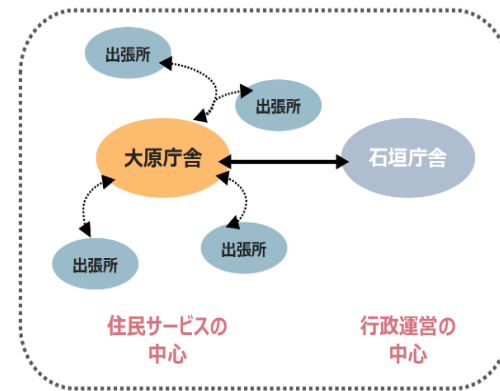 出張所
出張所
大原庁舎
石垣庁舎
出張所
出張所
住民サービスの
中心
行政運営の
中心